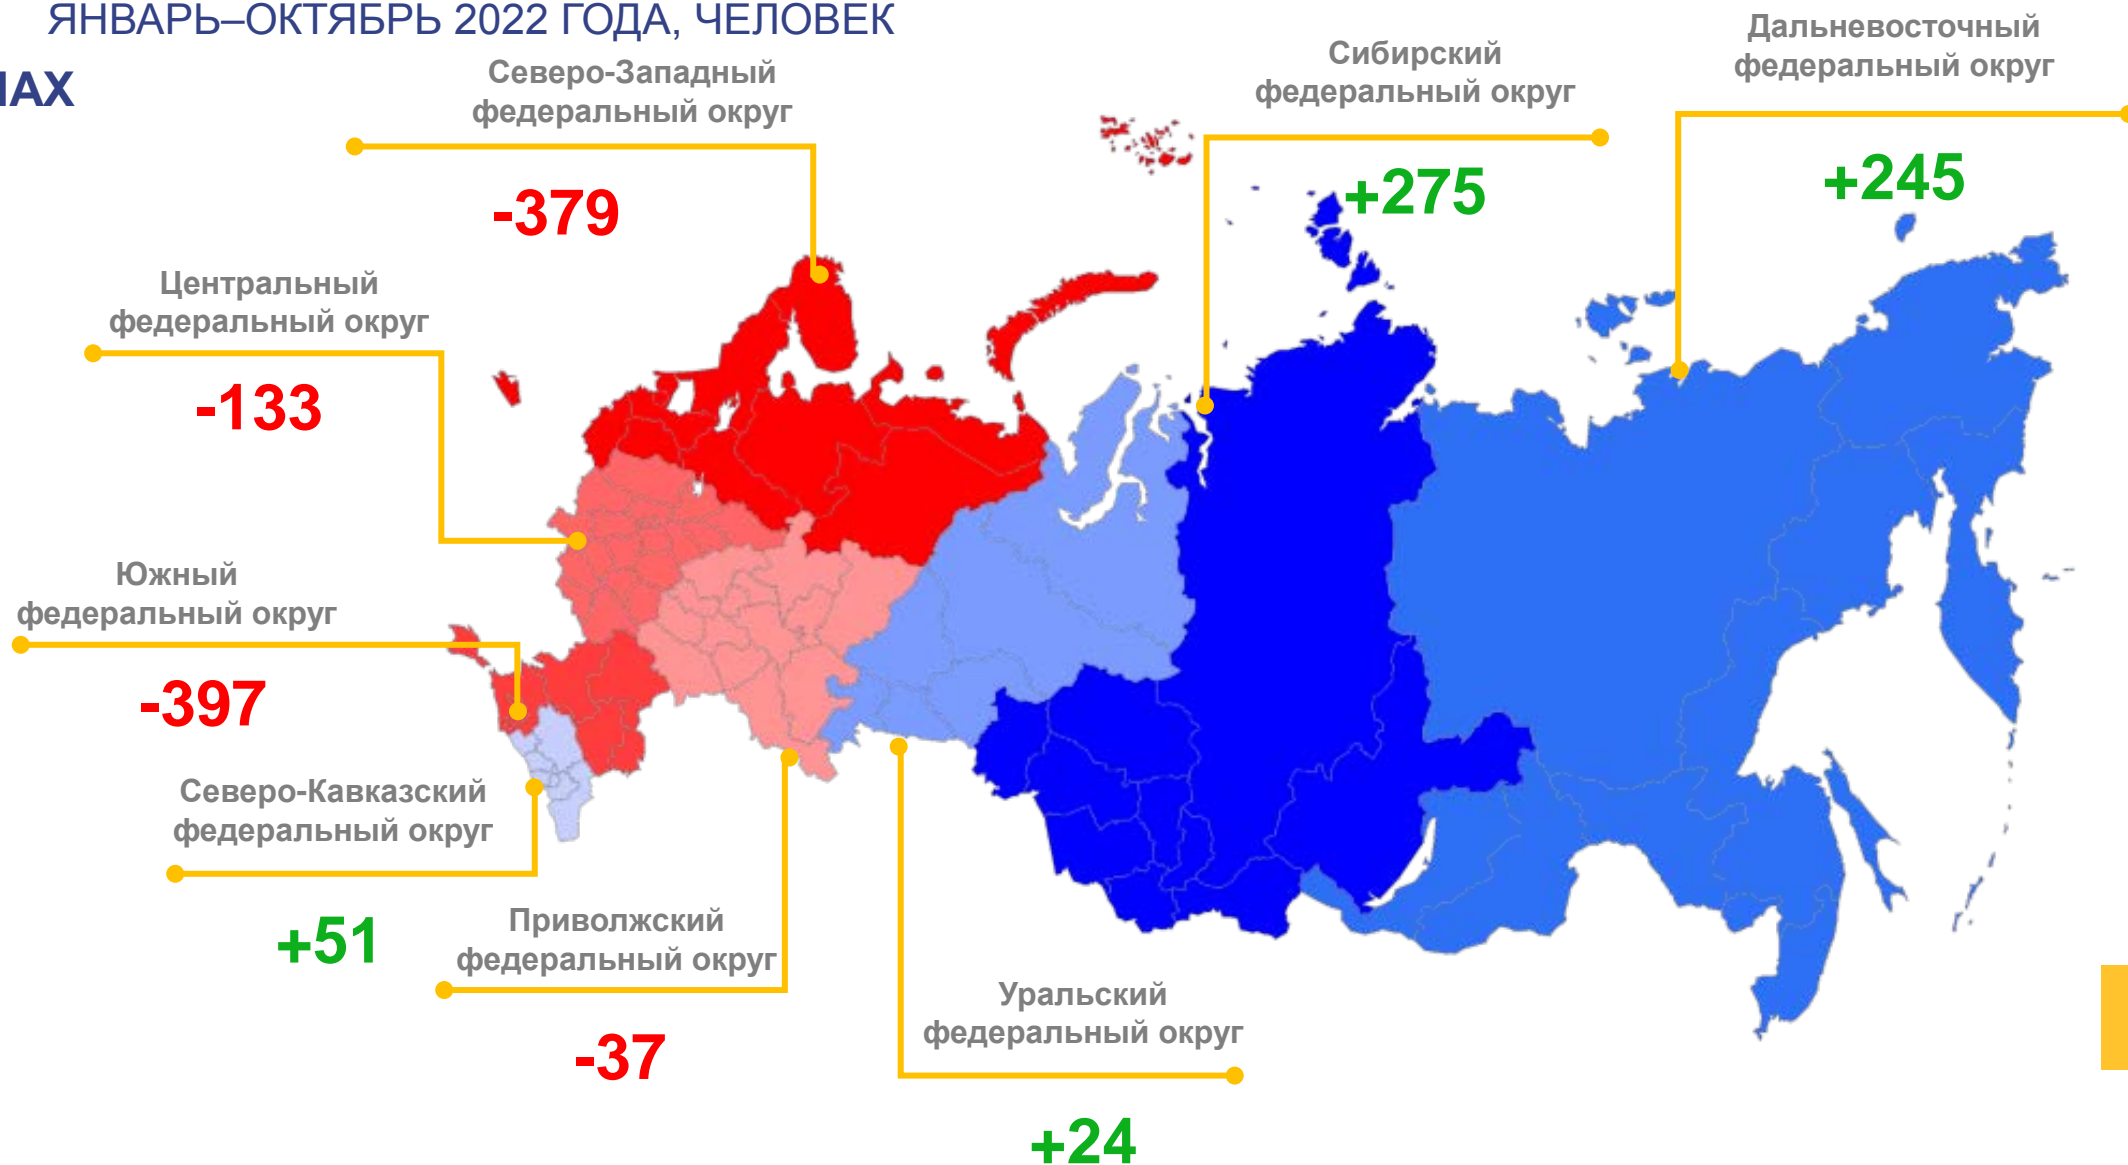 ЯНВАРЬ–ОКТЯБРЬ 2022 ГОДА, ЧЕЛОВЕК
Северо-Западный
федеральный округ
-379
Сибирский
федеральный округ
+275
Дальневосточный
федеральный округ
+245
Центральный
федеральный округ
-133
Южный
федеральный округ
-397
Северо-Кавказский
федеральный округ
+51
Приволжский
федеральный округ
-37
Уральский
федеральный округ
+24